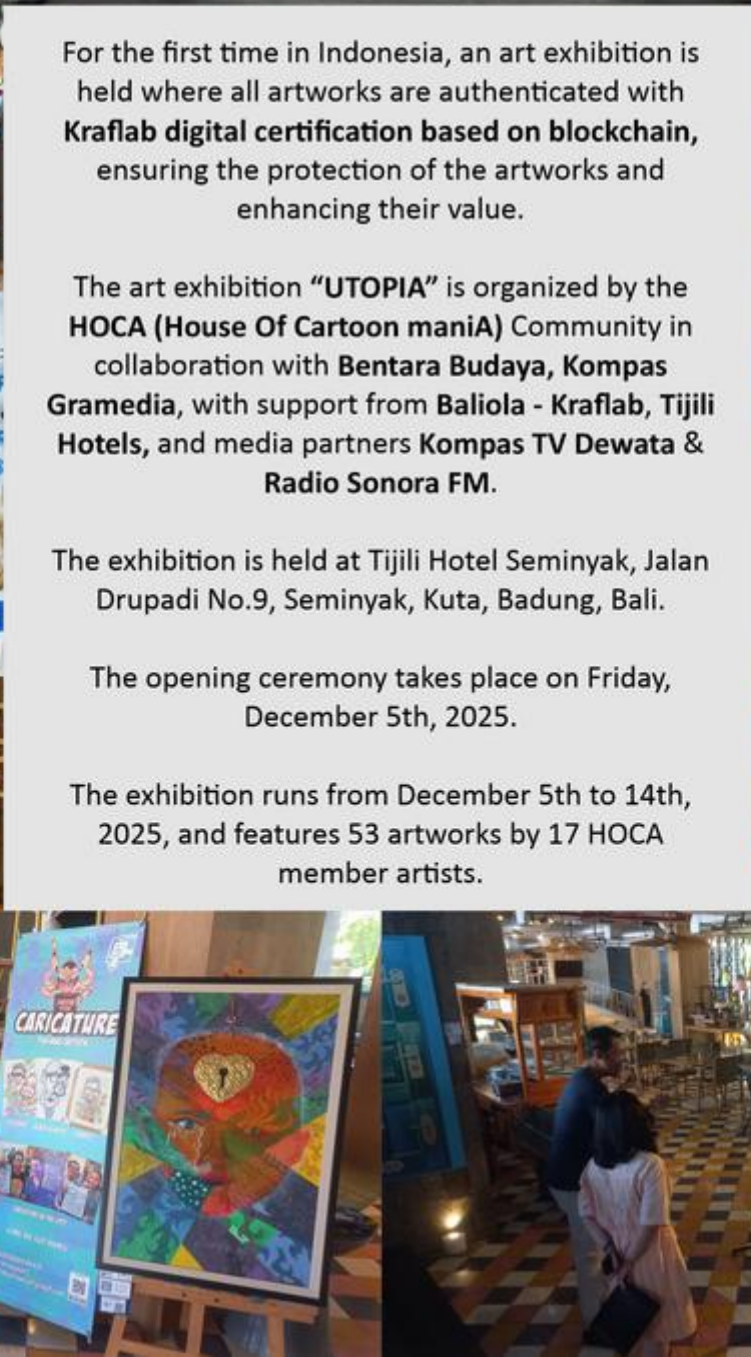 For the first time in Indonesia, an art exhibition is
held where all artworks are authenticated with
Kraflab digital certification based on blockchain,
ensuring the protection of the artworks and
enhancing their value.
The art exhibition “UTOPIA” is organized by the
HOCA (House Of Cartoon maniA) Community in
collaboration with Bentara Budaya, Kompas
Gramedia, with support from Baliola - Kraflab, Tijili
Hotels, and media partners Kompas TV Dewata &
Radio Sonora FM.
The exhibition is held at Tijili Hotel Seminyak, Jalan
Drupadi No.9, Seminyak, Kuta, Badung, Bali.
The opening ceremony takes place on Friday,
December 5th, 2025.
The exhibition runs from December 5th to 14th,
2025, and features 53 artworks by 17 HOCA
member artists.
CARICATURE